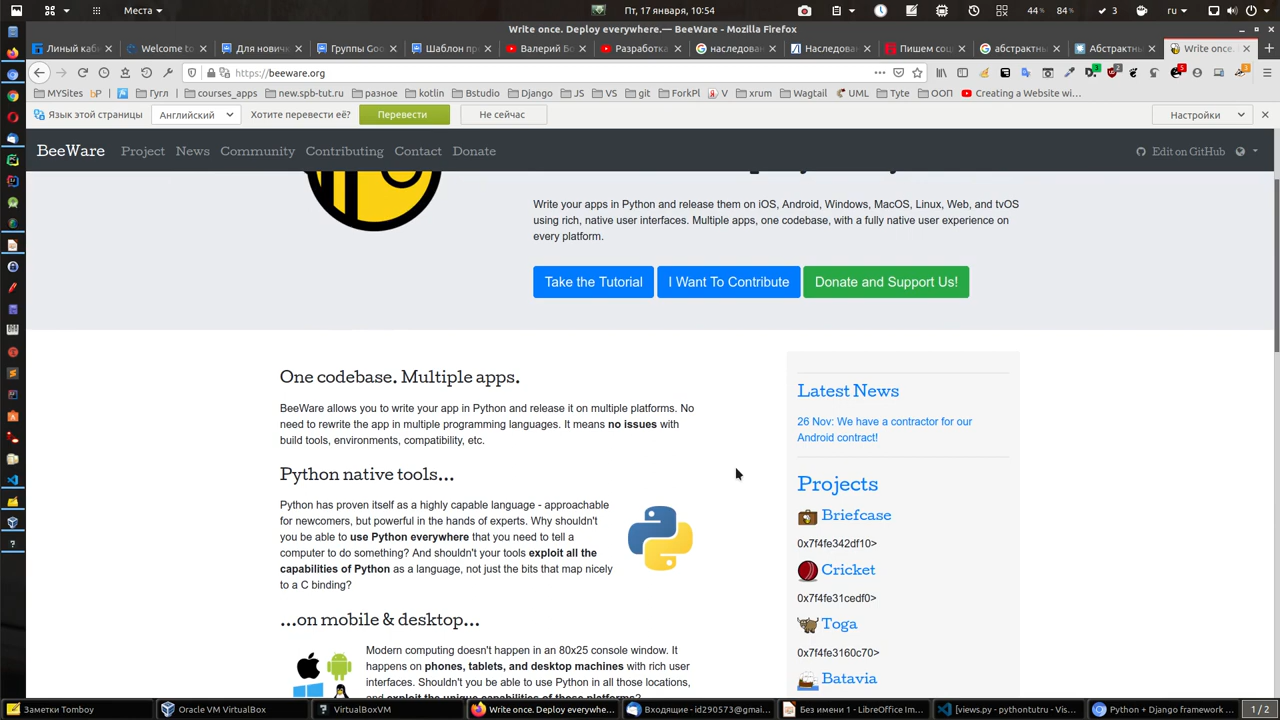 Места
Пт, 17 января, 10:54
44%
84%
3
ru
Write once. Deploy everywhere.— BeeWare - Mozilla Firefox
Линый каб
Welcome to
Для новичк
Группы Goo
Шаблон пр
Валерий Бо
Разработка
наследован
Наследова
Пишем соц
абстрактны
Абстрактны
Write once.
https://beeware.org
MYSites
bP
Гугл
courses_apps
new.spb-tut.ru
разное
kotlin
Bstudio
Django
JS
VS
git
ForkPl
V
xrum
Wagtail
UML
Tyte
ООП
Creating a Website wi…
Язык этой страницы
Английский
Хотите перевести её?
Перевести
Не сейчас
Настройки
BeeWare
Project
News
Community
Contributing
Contact
Donate
Edit on GitHub
Write your apps in Python and release them on iOS, Android, Windows, MacOS, Linux, Web, and tvOS
using rich, native user interfaces. Multiple apps, one codebase, with a fully native user experience on
every platform.
Take the Tutorial
I Want To Contribute
Donate and Support Us!
One codebase. Multiple apps.
BeeWare allows you to write your app in Python and release it on multiple platforms. No
need to rewrite the app in multiple programming languages. It means no issues with
build tools, environments, compatibility, etc.
Python native tools...
Python has proven itself as a highly capable language - approachable
for newcomers, but powerful in the hands of experts. Why shouldn't
you be able to use Python everywhere that you need to tell a
computer to do something? And shouldn't your tools exploit all the
capabilities of Python as a language, not just the bits that map nicely
to a C binding?
...on mobile & desktop...
Modern computing doesn't happen in an 80x25 console window. It
happens on phones, tablets, and desktop machines with rich user
interfaces. Shouldn't you be able to use Python in all those locations,
and exploit the unique capabilities of those platforms?
Latest News
26 Nov: We have a contractor for our
Android contract!
Projects
Briefcase
0x7f4fe342df10>
Cricket
0x7f4fe31cedf0>
Toga
0x7f4fe3160c70>
Batavia
Заметки Tomboy
Oracle VM VirtualBox
VirtualBoxVM
Write once. Deploy everywhe…
Входящие - id290573@gmai…
Без имени 1 - LibreOffice Im…
[views.py - pythontutru - Vis…
Python + Django framework …
1 / 2